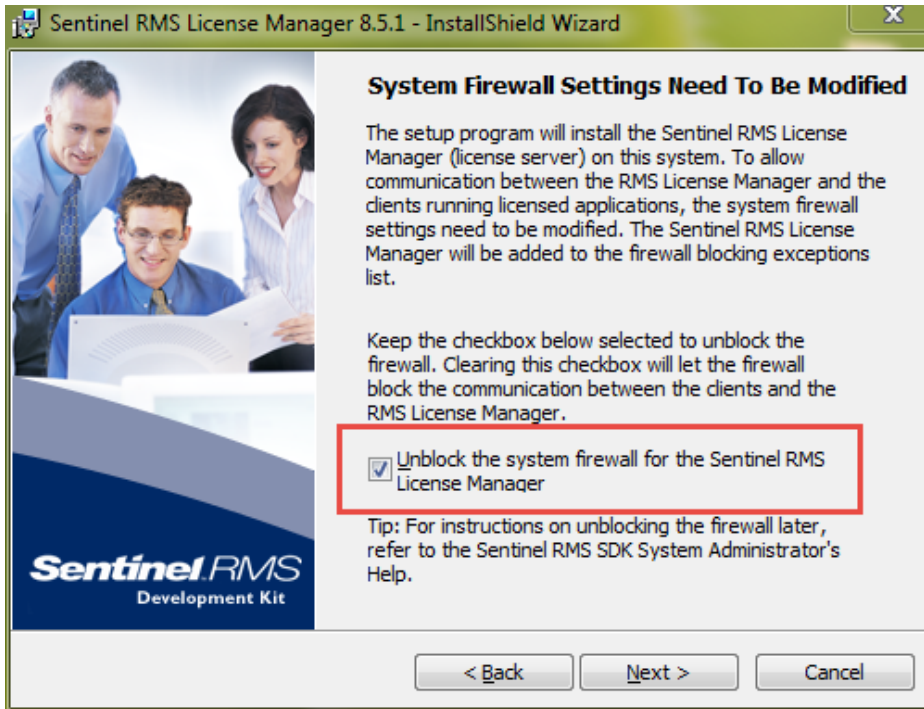 Sentinel RMS License Manager 8.5.1 - InstallShield Wizard
X
System Firewall Settings Need To Be Modified
The setup program will install the Sentinel RMS License
Manager (license server) on this system. To allow
communication between the RMS License Manager and the
clients running licensed applications, the system firewall
settings need to be modified. The Sentinel RMS License
Manager will be added to the firewall blocking exceptions
list.
Keep the checkbox below selected to unblock the
firewall. Clearing this checkbox will let the firewall
block the communication between the clients and the
RMS License Manager.
Unblock the system firewall for the Sentinel RMS
License Manager
Tip: For instructions on unblocking the firewall later,
refer to the Sentinel RMS SDK System Administrator's
Help.
Sentinel.RMS
Development Kit
< Back
Next >
Cancel